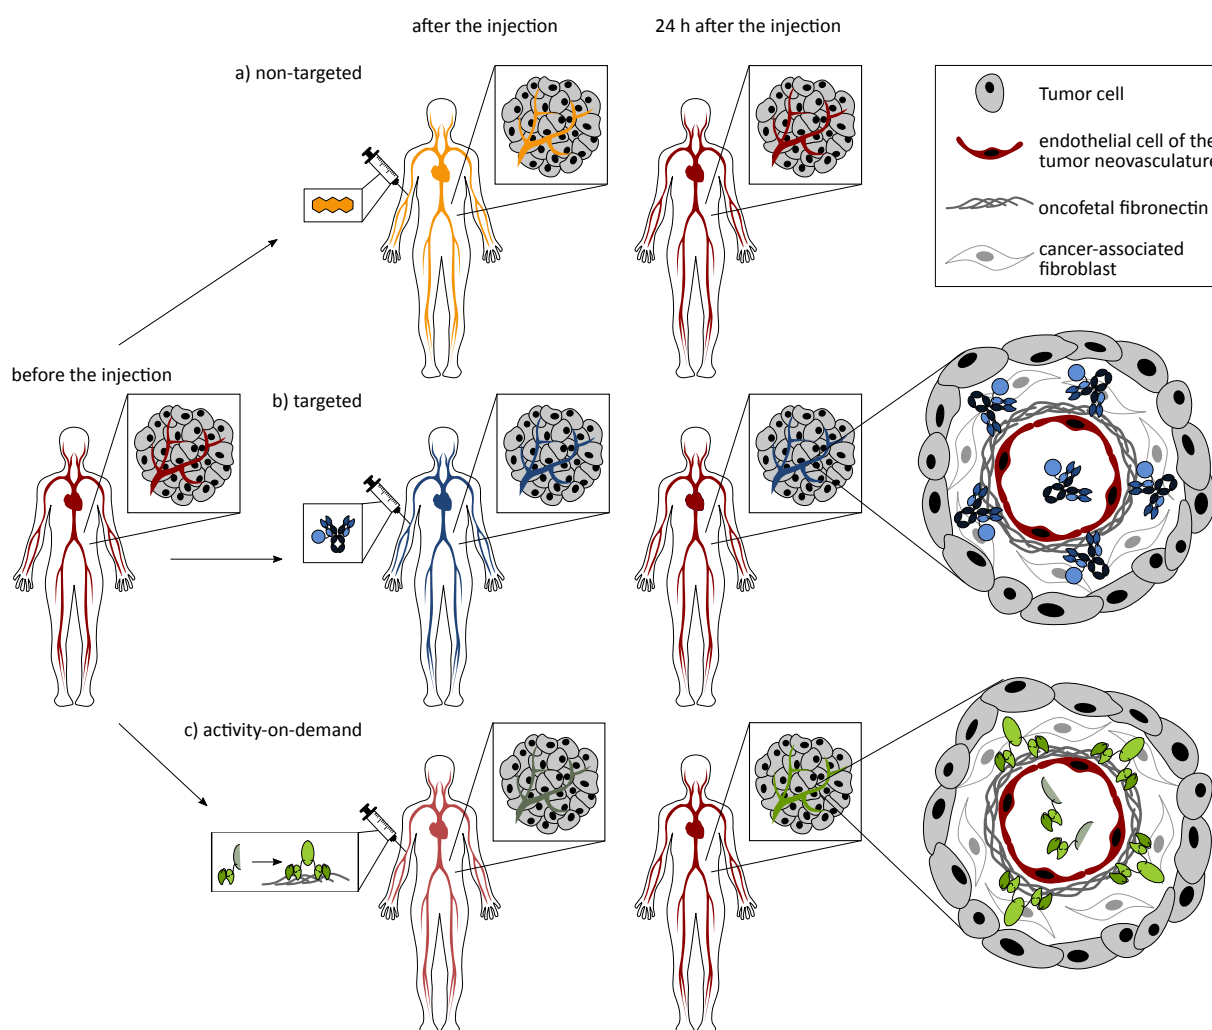 after the injection
24 h after the injection
a) non-targeted
Tumor cell
endothelial cell of the
tumor neovasculature
oncofetal fibronectin
cancer-associated
fibroblast
before the injection
b) targeted
c) activity-on-demand